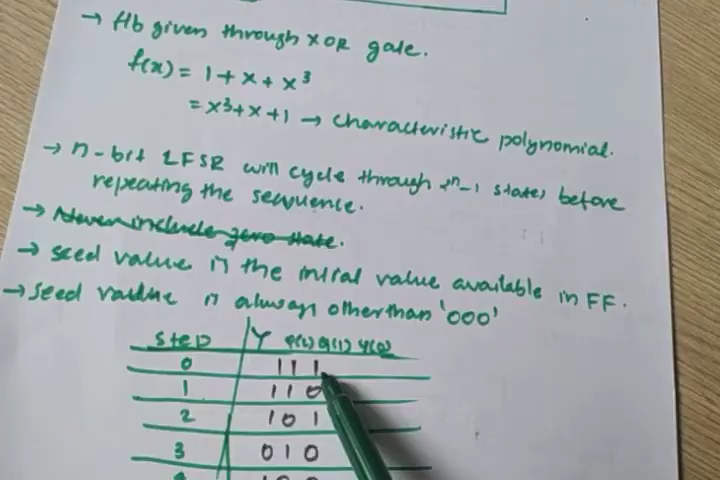 → fb given through XOR gate.
f(x) = 1 + x + x³
= x³ + x + 1 → characteristic polynomial.
→ n-bit LFSR will cycle through 2ⁿ-1 states before
repeating the sequence.
→ Never include zero state.
→ seed value is the initial value available in FF.
→ seed value is always other than '000'
step Y q(2) q(1) q(0)
0 1 1 1
1 1 1 0
2 1 0 1
3 0 1 0